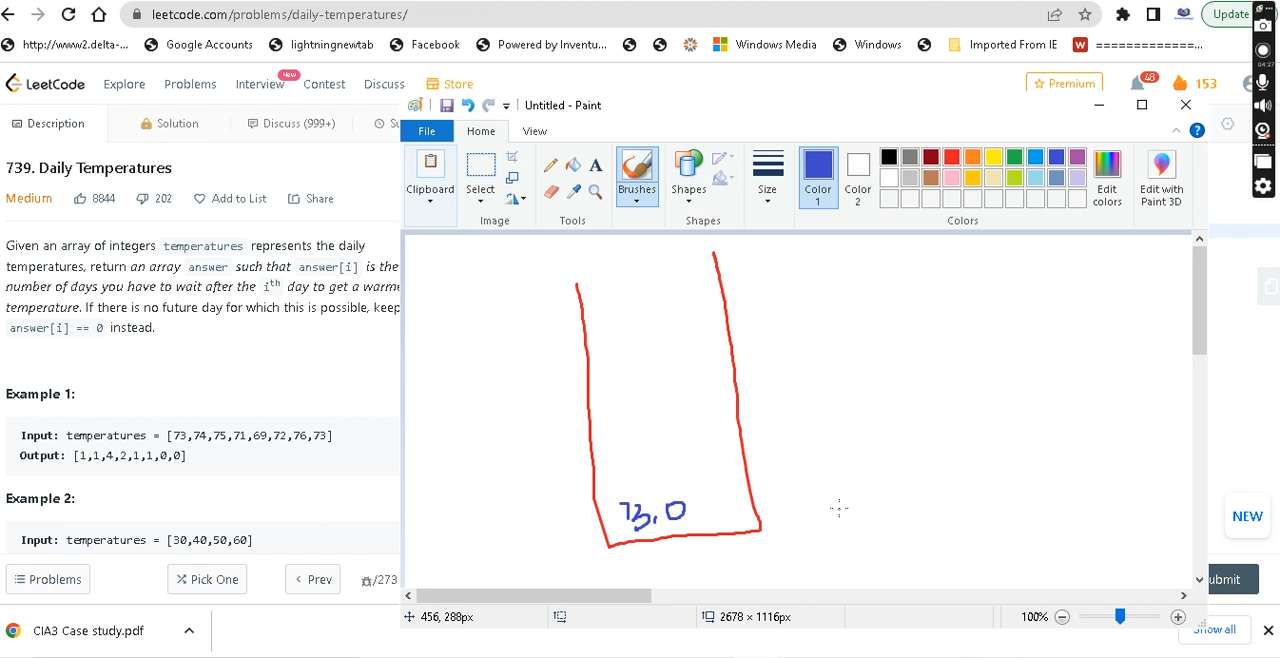 leetcode.com/problems/daily-temperatures/
Update
http://www2.delta-... Google Accounts lightningnewtab Facebook Powered by Inventu... Windows Media Windows Imported From IE W ==============...
LeetCode Explore Problems Interview New Contest Discuss Store Premium 48 153
04:27
Description Solution Discuss (999+) Su
Untitled - Paint
File Home View
739. Daily Temperatures
Medium 8844 202 Add to List Share
Clipboard Select Image Tools Brushes Shapes Shapes Size Color 1 Color 2 Colors Edit colors Edit with Paint 3D
Given an array of integers temperatures represents the daily
temperatures, return an array answer such that answer[i] is the
number of days you have to wait after the ith day to get a warme
temperature. If there is no future day for which this is possible, keep
answer[i] == 0 instead.
Example 1:
Input: temperatures = [73,74,75,71,69,72,76,73]
Output: [1,1,4,2,1,1,0,0]
Example 2:
Input: temperatures = [30,40,50,60]
73,0
NEW
Problems Pick One Prev /273 ubmit
456, 288px 2678 × 1116px 100%
CIA3 Case study.pdf Show all